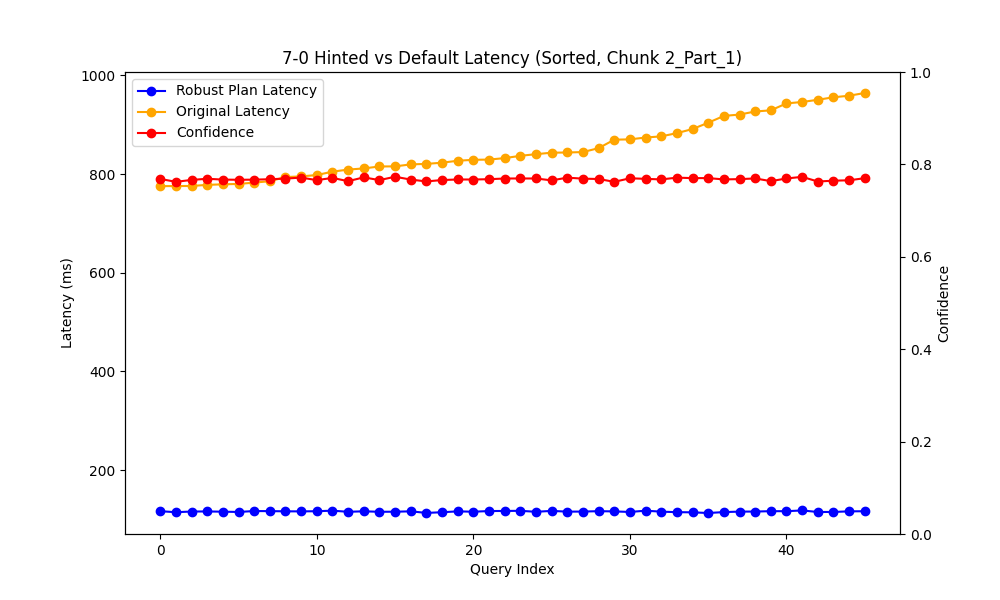 7-0 Hinted vs Default Latency (Sorted, Chunk 2_Part_1)
Robust Plan Latency
Original Latency
Confidence
1000
800
600
400
200
Latency (ms)
1.0
0.8
0.6
0.4
0.2
0.0
Confidence
0 10 20 30 40
Query Index